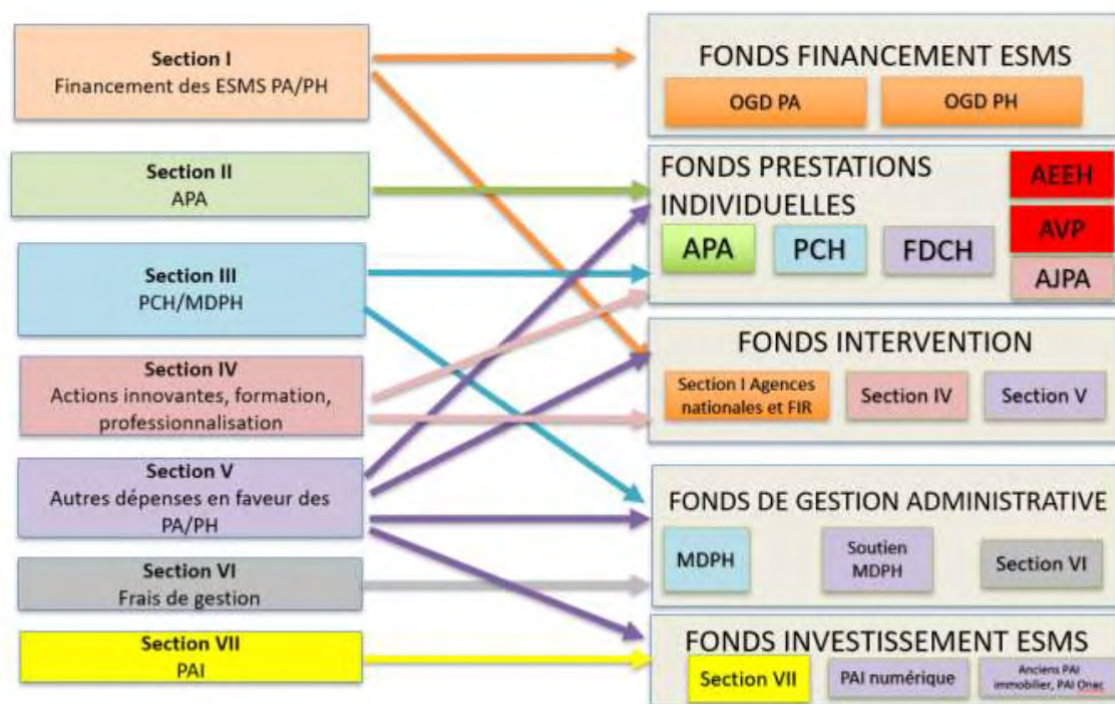 Section I
Financement des ESMS PA/PH
Section II
APA
Section III
PCH/MDPH
Section IV
Actions innovantes, formation,
professionnalisation
Section V
Autres dépenses en faveur des
PA/PH
Section VI
Frais de gestion
Section VII
PAI
FONDS FINANCEMENT ESMS
OGD PA
OGD PH
FONDS PRESTATIONS
INDIVIDUELLES
APA
PCH
FDCH
AEEH
AVP
AJPA
FONDS INTERVENTION
Section I Agences
nationales et FIR
Section IV
Section V
FONDS DE GESTION ADMINISTRATIVE
MDPH
Soutien
MDPH
Section VI
FONDS INVESTISSEMENT ESMS
Section VII
PAI numérique
Anciens PAI
immobilier, PAI Onac